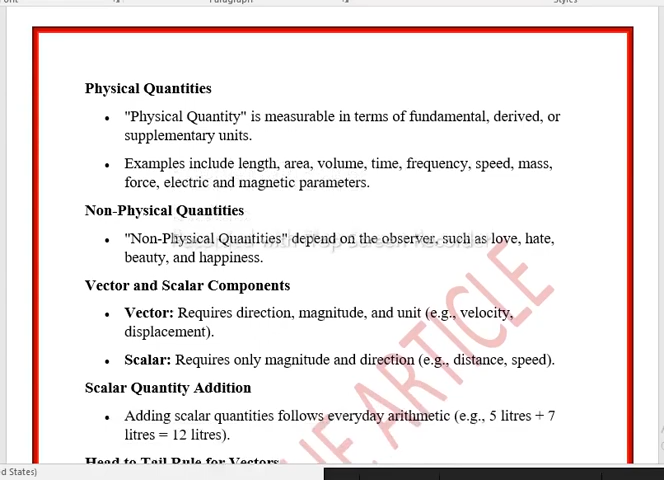 Paragraph
Styles
Physical Quantities
• "Physical Quantity" is measurable in terms of fundamental, derived, or
supplementary units.
• Examples include length, area, volume, time, frequency, speed, mass,
force, electric and magnetic parameters.
Non-Physical Quantities
• "Non-Physical Quantities" depend on the observer, such as love, hate,
beauty, and happiness.
Vector and Scalar Components
• Vector: Requires direction, magnitude, and unit (e.g., velocity,
displacement).
• Scalar: Requires only magnitude and direction (e.g., distance, speed).
Scalar Quantity Addition
• Adding scalar quantities follows everyday arithmetic (e.g., 5 litres + 7
litres = 12 litres).
Head to Tail Rule for Vectors
ARTICLE
d States)